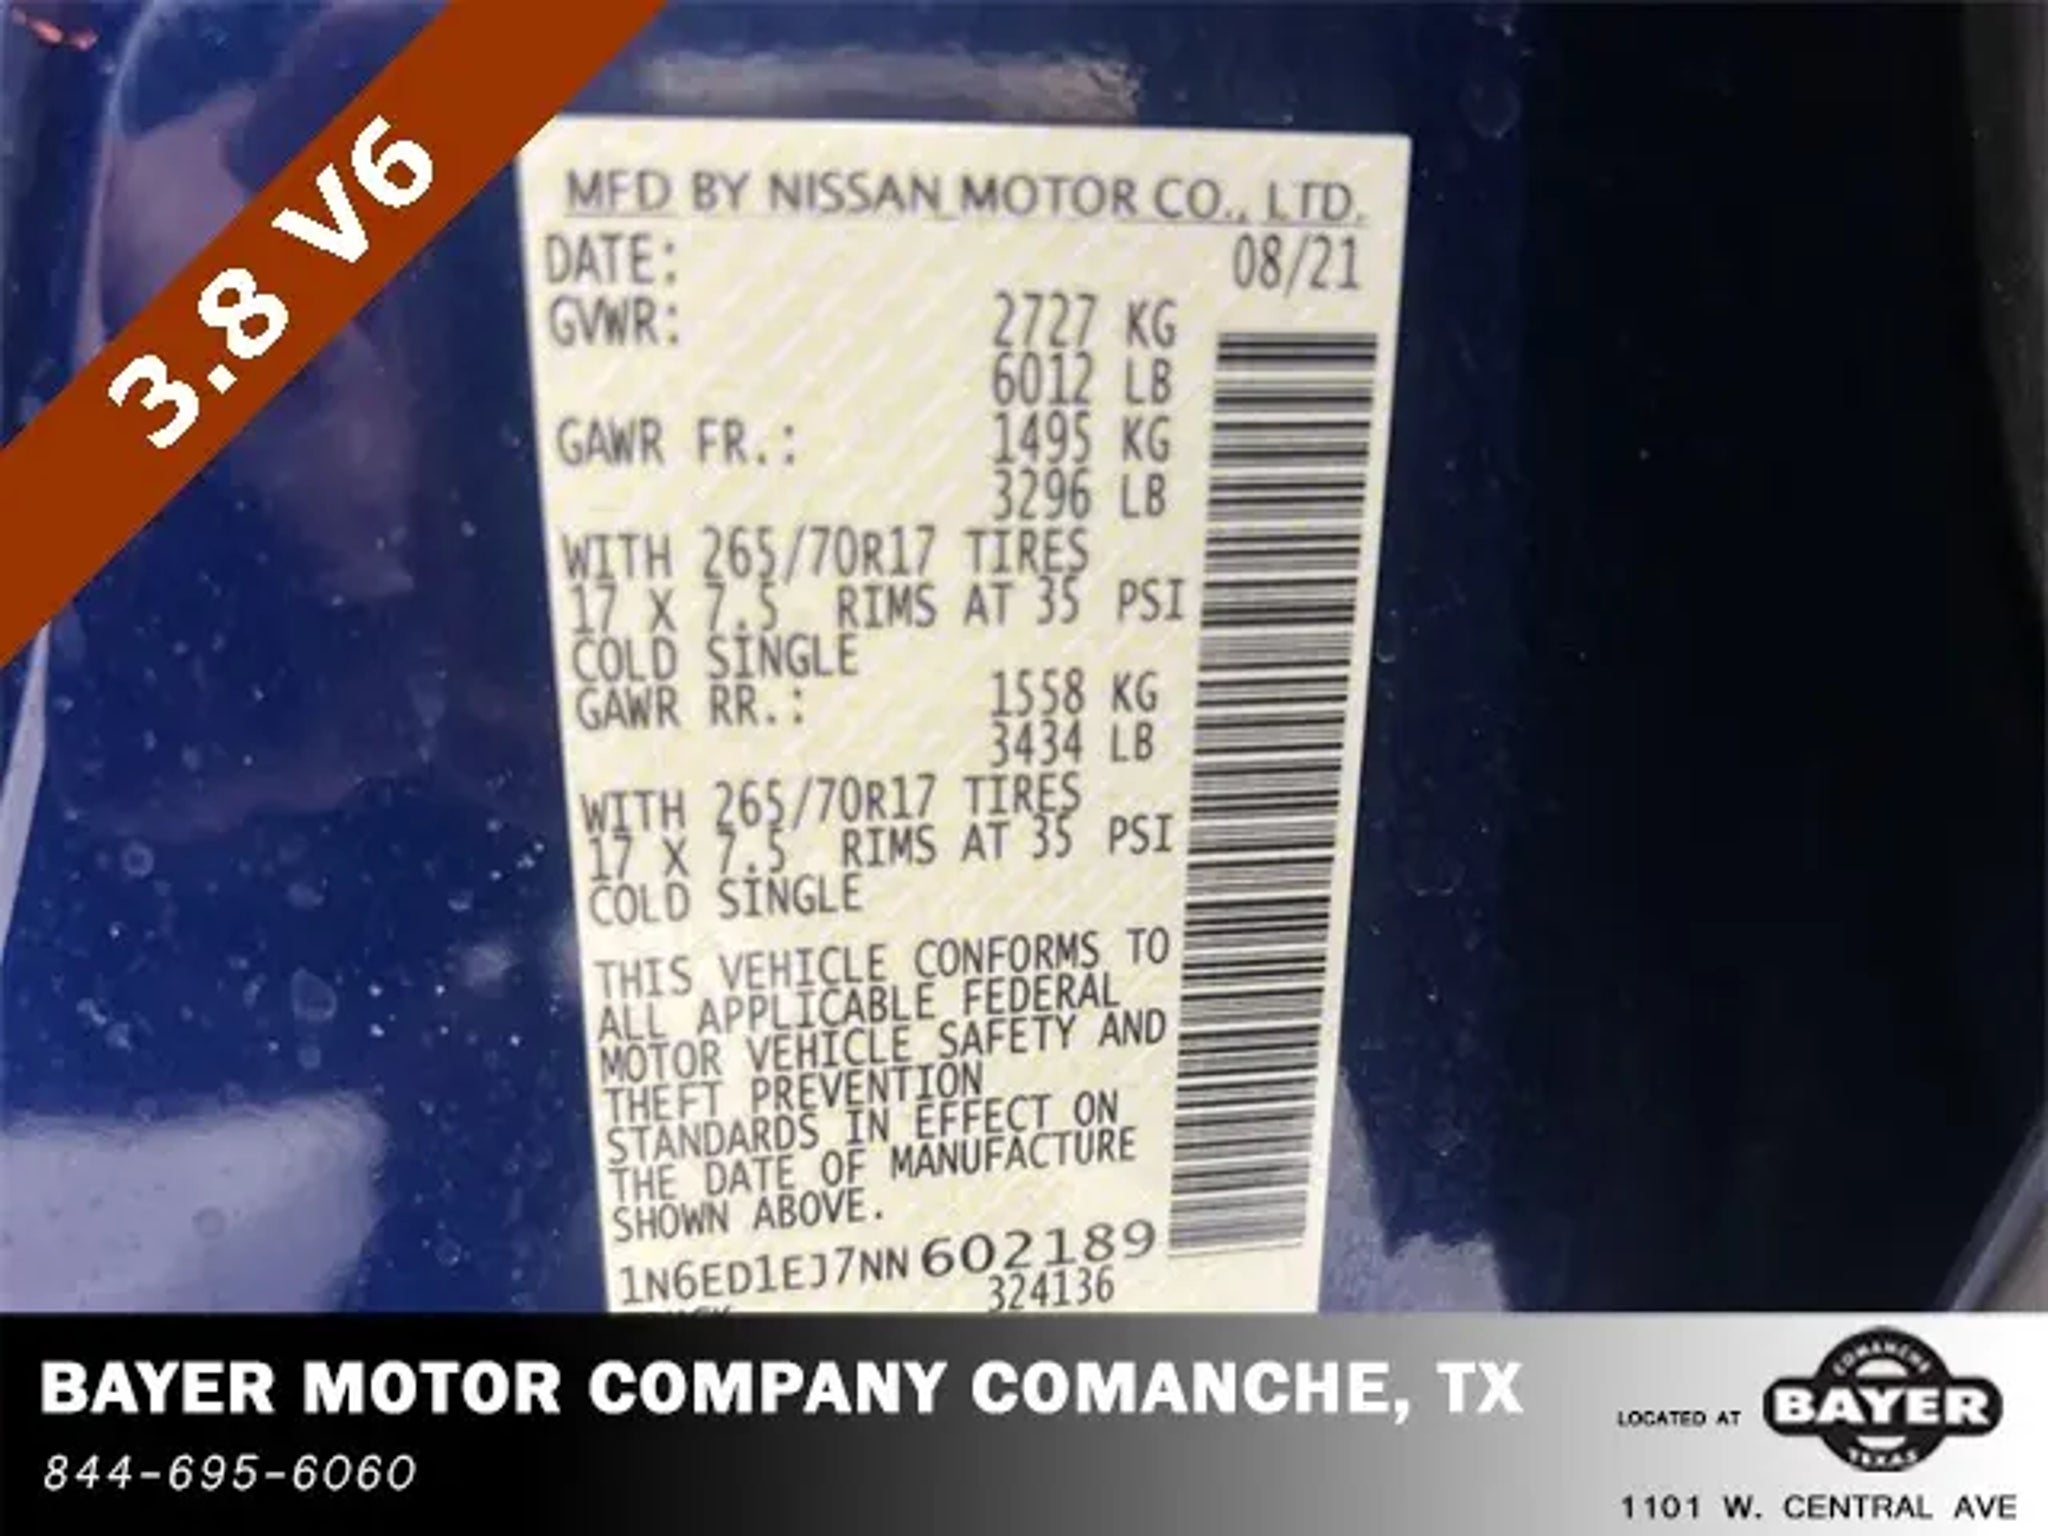 3.8 V6
MFD BY NISSAN MOTOR CO., LTD.
DATE: 08/21
GVWR: 2727 KG
6012 LB
GAWR FR.: 1495 KG
3296 LB
WITH 265/70R17 TIRES
17 X 7.5 RIMS AT 35 PSI
COLD SINGLE
GAWR RR.: 1558 KG
3434 LB
WITH 265/70R17 TIRES
17 X 7.5 RIMS AT 35 PSI
COLD SINGLE
THIS VEHICLE CONFORMS TO
ALL APPLICABLE FEDERAL
MOTOR VEHICLE SAFETY AND
THEFT PREVENTION
STANDARDS IN EFFECT ON
THE DATE OF MANUFACTURE
SHOWN ABOVE.
1N6ED1EJ7NN602189
324136
BAYER MOTOR COMPANY COMANCHE, TX
844-695-6060
LOCATED AT
COMANCHE
BAYER
TEXAS
1101 W. CENTRAL AVE